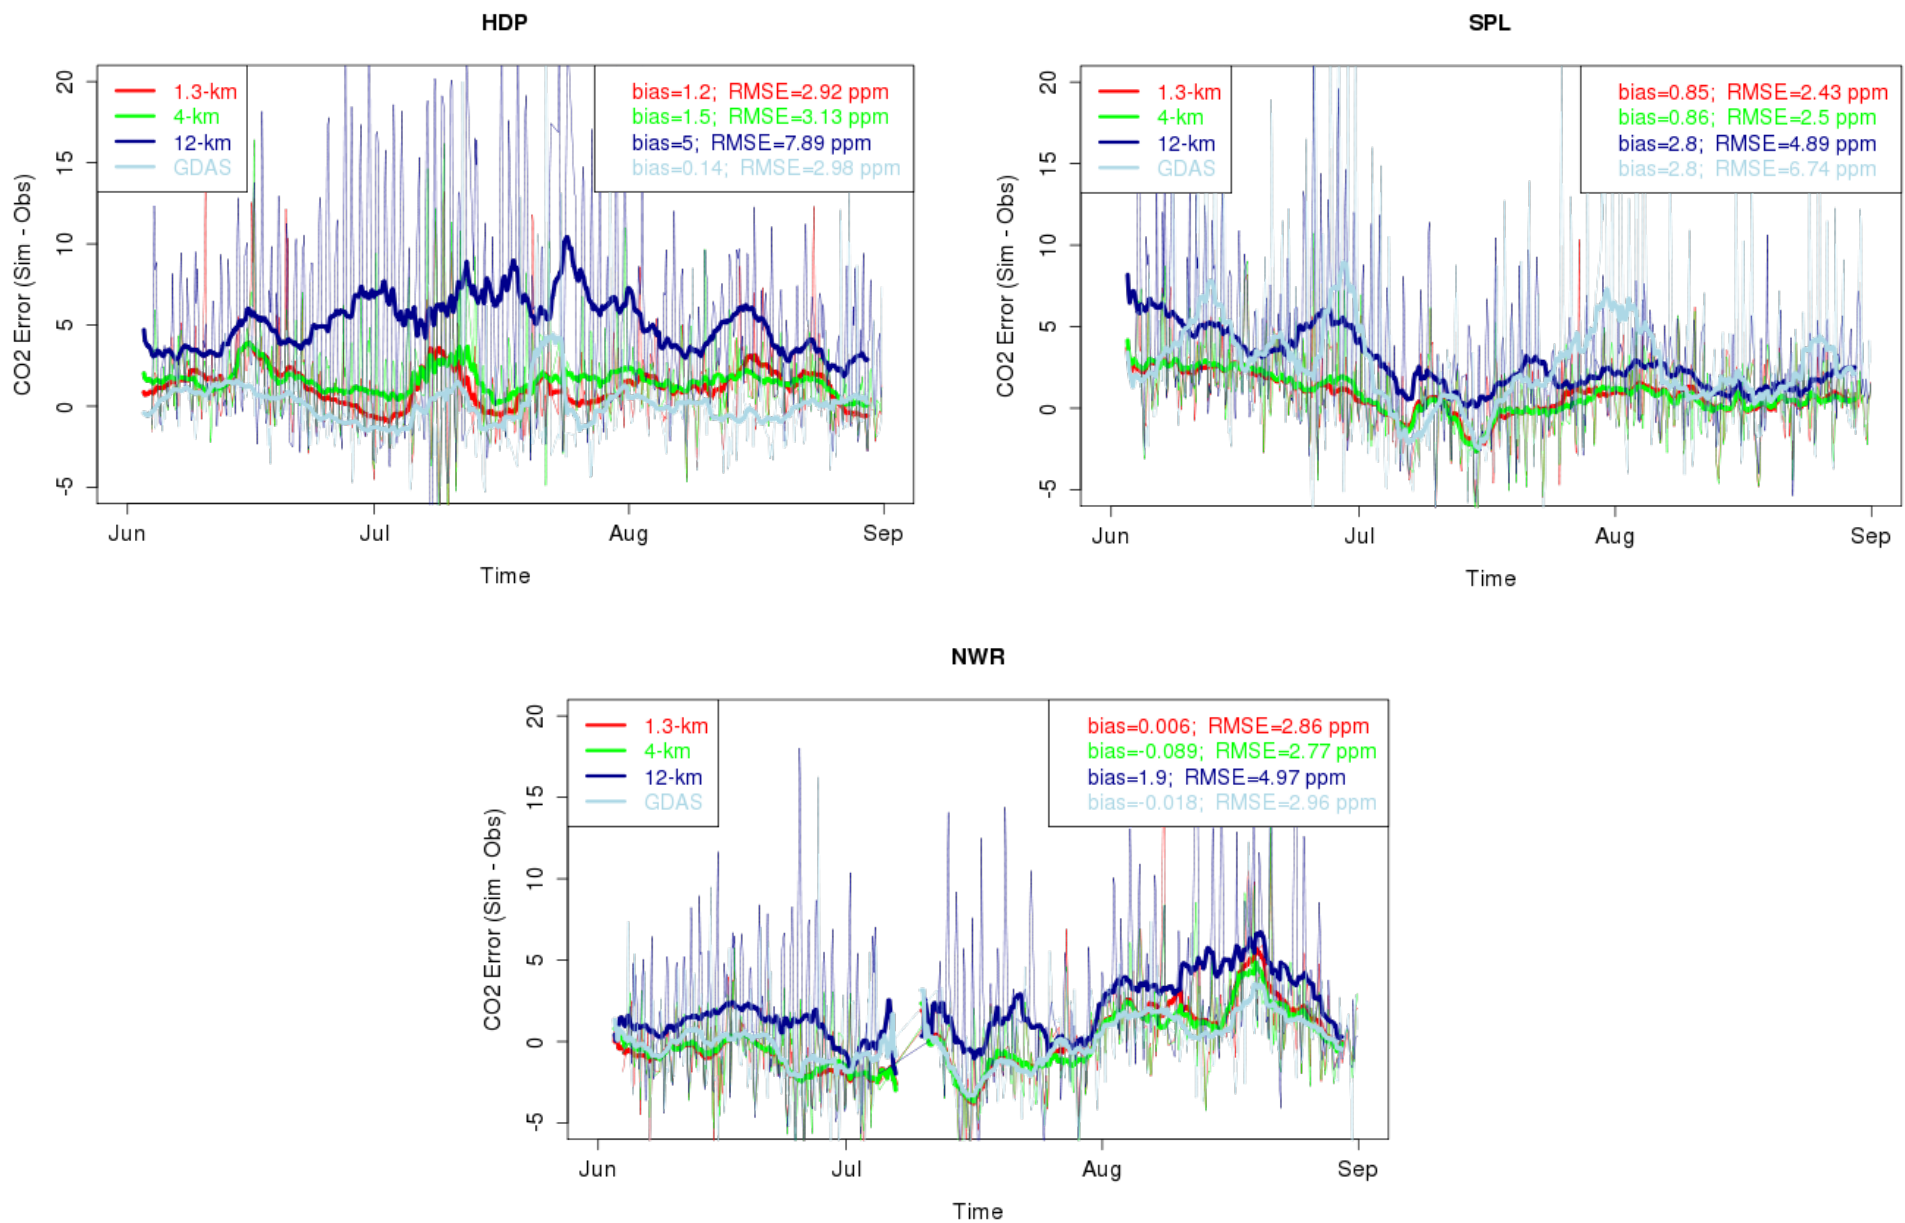 HDP
1.3-km
4-km
12-km
GDAS
bias=1.2; RMSE=2.92 ppm
bias=1.5; RMSE=3.13 ppm
bias=5; RMSE=7.89 ppm
bias=0.14; RMSE=2.98 ppm
CO2 Error (Sim - Obs)
20
15
10
5
0
-5
Jun Jul Aug Sep
Time
SPL
1.3-km
4-km
12-km
GDAS
bias=0.85; RMSE=2.43 ppm
bias=0.86; RMSE=2.5 ppm
bias=2.8; RMSE=4.89 ppm
bias=2.8; RMSE=6.74 ppm
CO2 Error (Sim - Obs)
20
15
10
5
0
-5
Jun Jul Aug Sep
Time
NWR
1.3-km
4-km
12-km
GDAS
bias=0.006; RMSE=2.86 ppm
bias=-0.089; RMSE=2.77 ppm
bias=1.9; RMSE=4.97 ppm
bias=-0.018; RMSE=2.96 ppm
CO2 Error (Sim - Obs)
20
15
10
5
0
-5
Jun Jul Aug Sep
Time